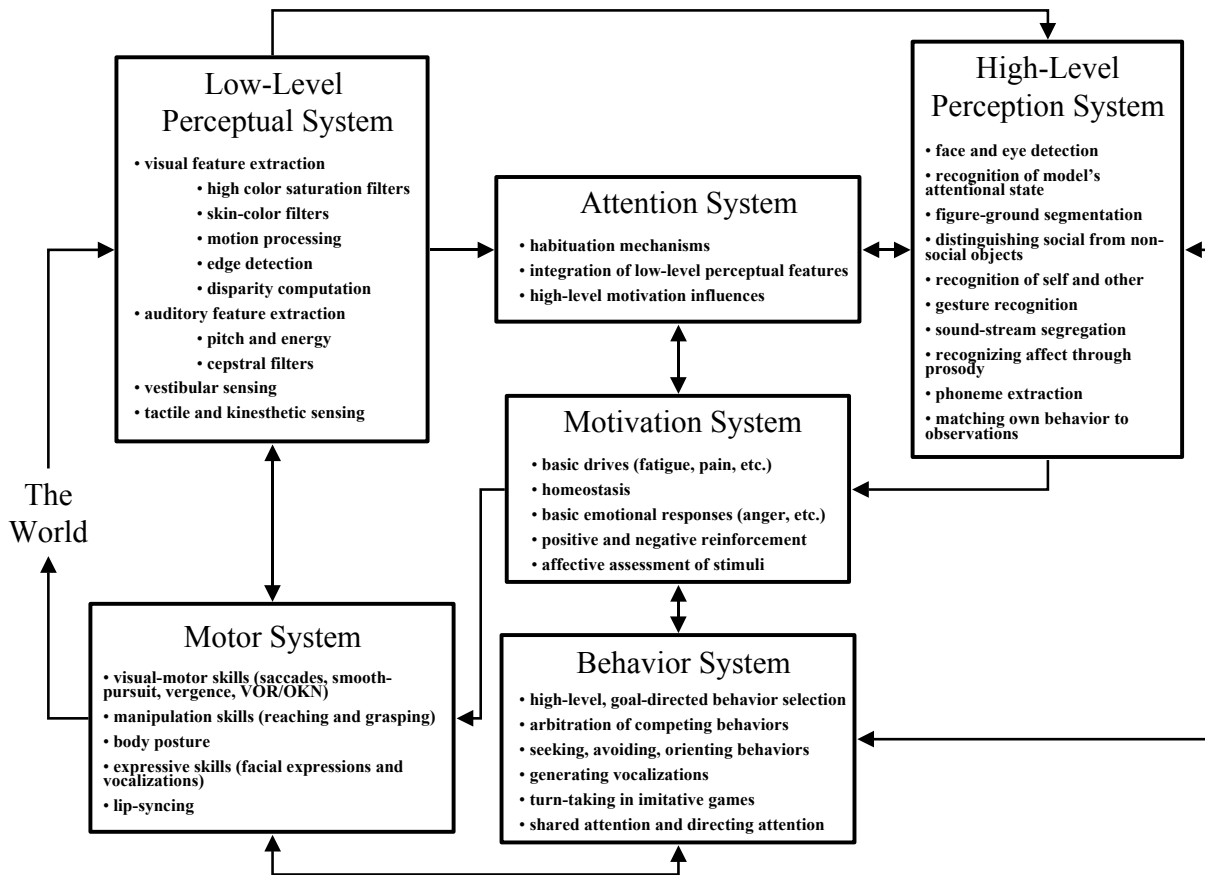 Low-Level
Perceptual System
• visual feature extraction
• high color saturation filters
• skin-color filters
• motion processing
• edge detection
• disparity computation
• auditory feature extraction
• pitch and energy
• cepstral filters
• vestibular sensing
• tactile and kinesthetic sensing
Attention System
• habituation mechanisms
• integration of low-level perceptual features
• high-level motivation influences
High-Level
Perception System
• face and eye detection
• recognition of model's
attentional state
• figure-ground segmentation
• distinguishing social from non-
social objects
• recognition of self and other
• gesture recognition
• sound-stream segregation
• recognizing affect through
prosody
• phoneme extraction
• matching own behavior to
observations
Motivation System
• basic drives (fatigue, pain, etc.)
• homeostasis
• basic emotional responses (anger, etc.)
• positive and negative reinforcement
• affective assessment of stimuli
The
World
Motor System
• visual-motor skills (saccades, smooth-
pursuit, vergence, VOR/OKN)
• manipulation skills (reaching and grasping)
• body posture
• expressive skills (facial expressions and
vocalizations)
• lip-syncing
Behavior System
• high-level, goal-directed behavior selection
• arbitration of competing behaviors
• seeking, avoiding, orienting behaviors
• generating vocalizations
• turn-taking in imitative games
• shared attention and directing attention